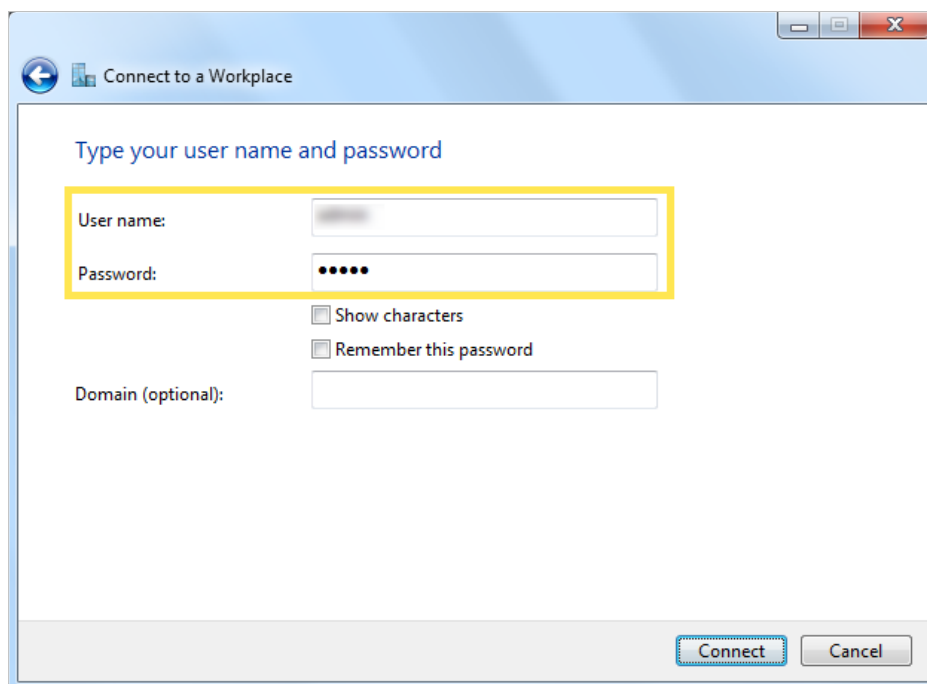 Connect to a Workplace
Type your user name and password
User name:
Password: •••••
Show characters
Remember this password
Domain (optional):
Connect Cancel